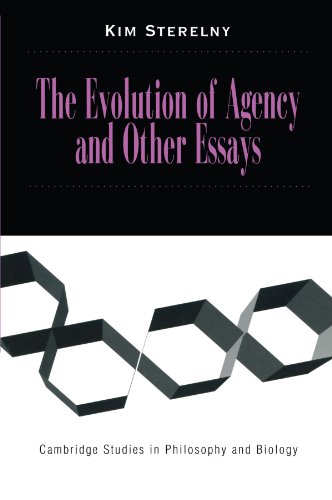 Kim Sterelny
The Evolution of Agency
and Other Essays
Cambridge Studies in Philosophy and Biology